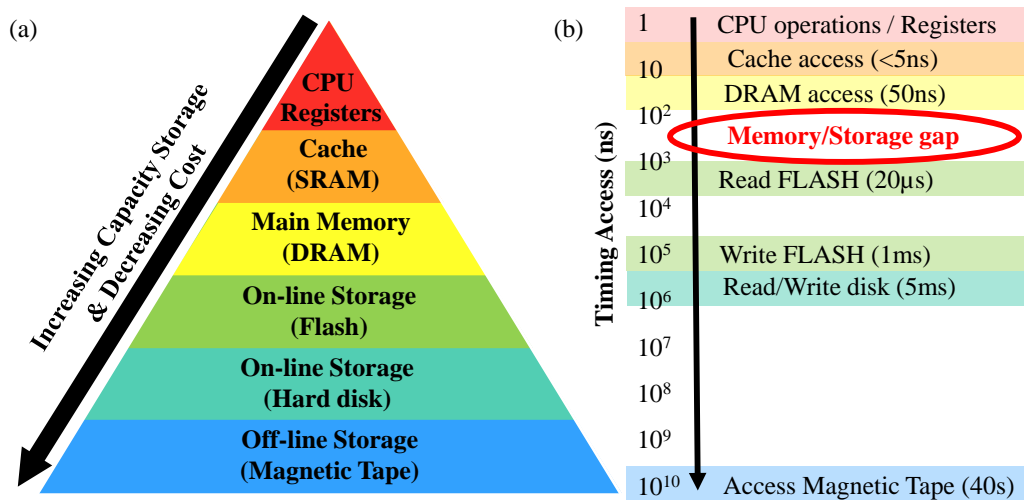 (a)
Increasing Capacity Storage
& Decreasing Cost
CPU
Registers
Cache
(SRAM)
Main Memory
(DRAM)
On-line Storage
(Flash)
On-line Storage
(Hard disk)
Off-line Storage
(Magnetic Tape)
(b)
Timing Access (ns)
1 CPU operations / Registers
Cache access (<5ns)
10
DRAM access (50ns)
10²
Memory/Storage gap
10³
Read FLASH (20µs)
10⁴
10⁵ Write FLASH (1ms)
Read/Write disk (5ms)
10⁶
10⁷
10⁸
10⁹
10¹⁰ Access Magnetic Tape (40s)